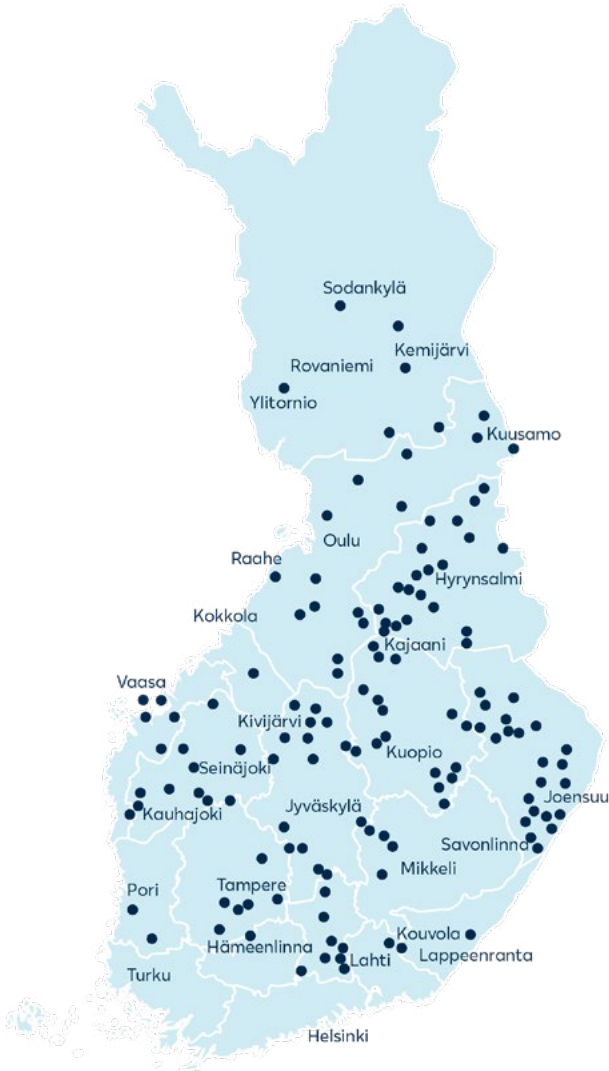 Sodankylä
Kemijärvi
Rovaniemi
Ylitornio
Kuusamo
Oulu
Raahe
Hyrynsalmi
Kokkola
Kajaani
Vaasa
Kivijärvi
Kuopio
Seinäjoki
Joensuu
Jyväskylä
Kauhajoki
Savonlinna
Mikkeli
Tampere
Pori
Kouvola
Hämeenlinna
Lappeenranta
Lahti
Turku
Helsinki